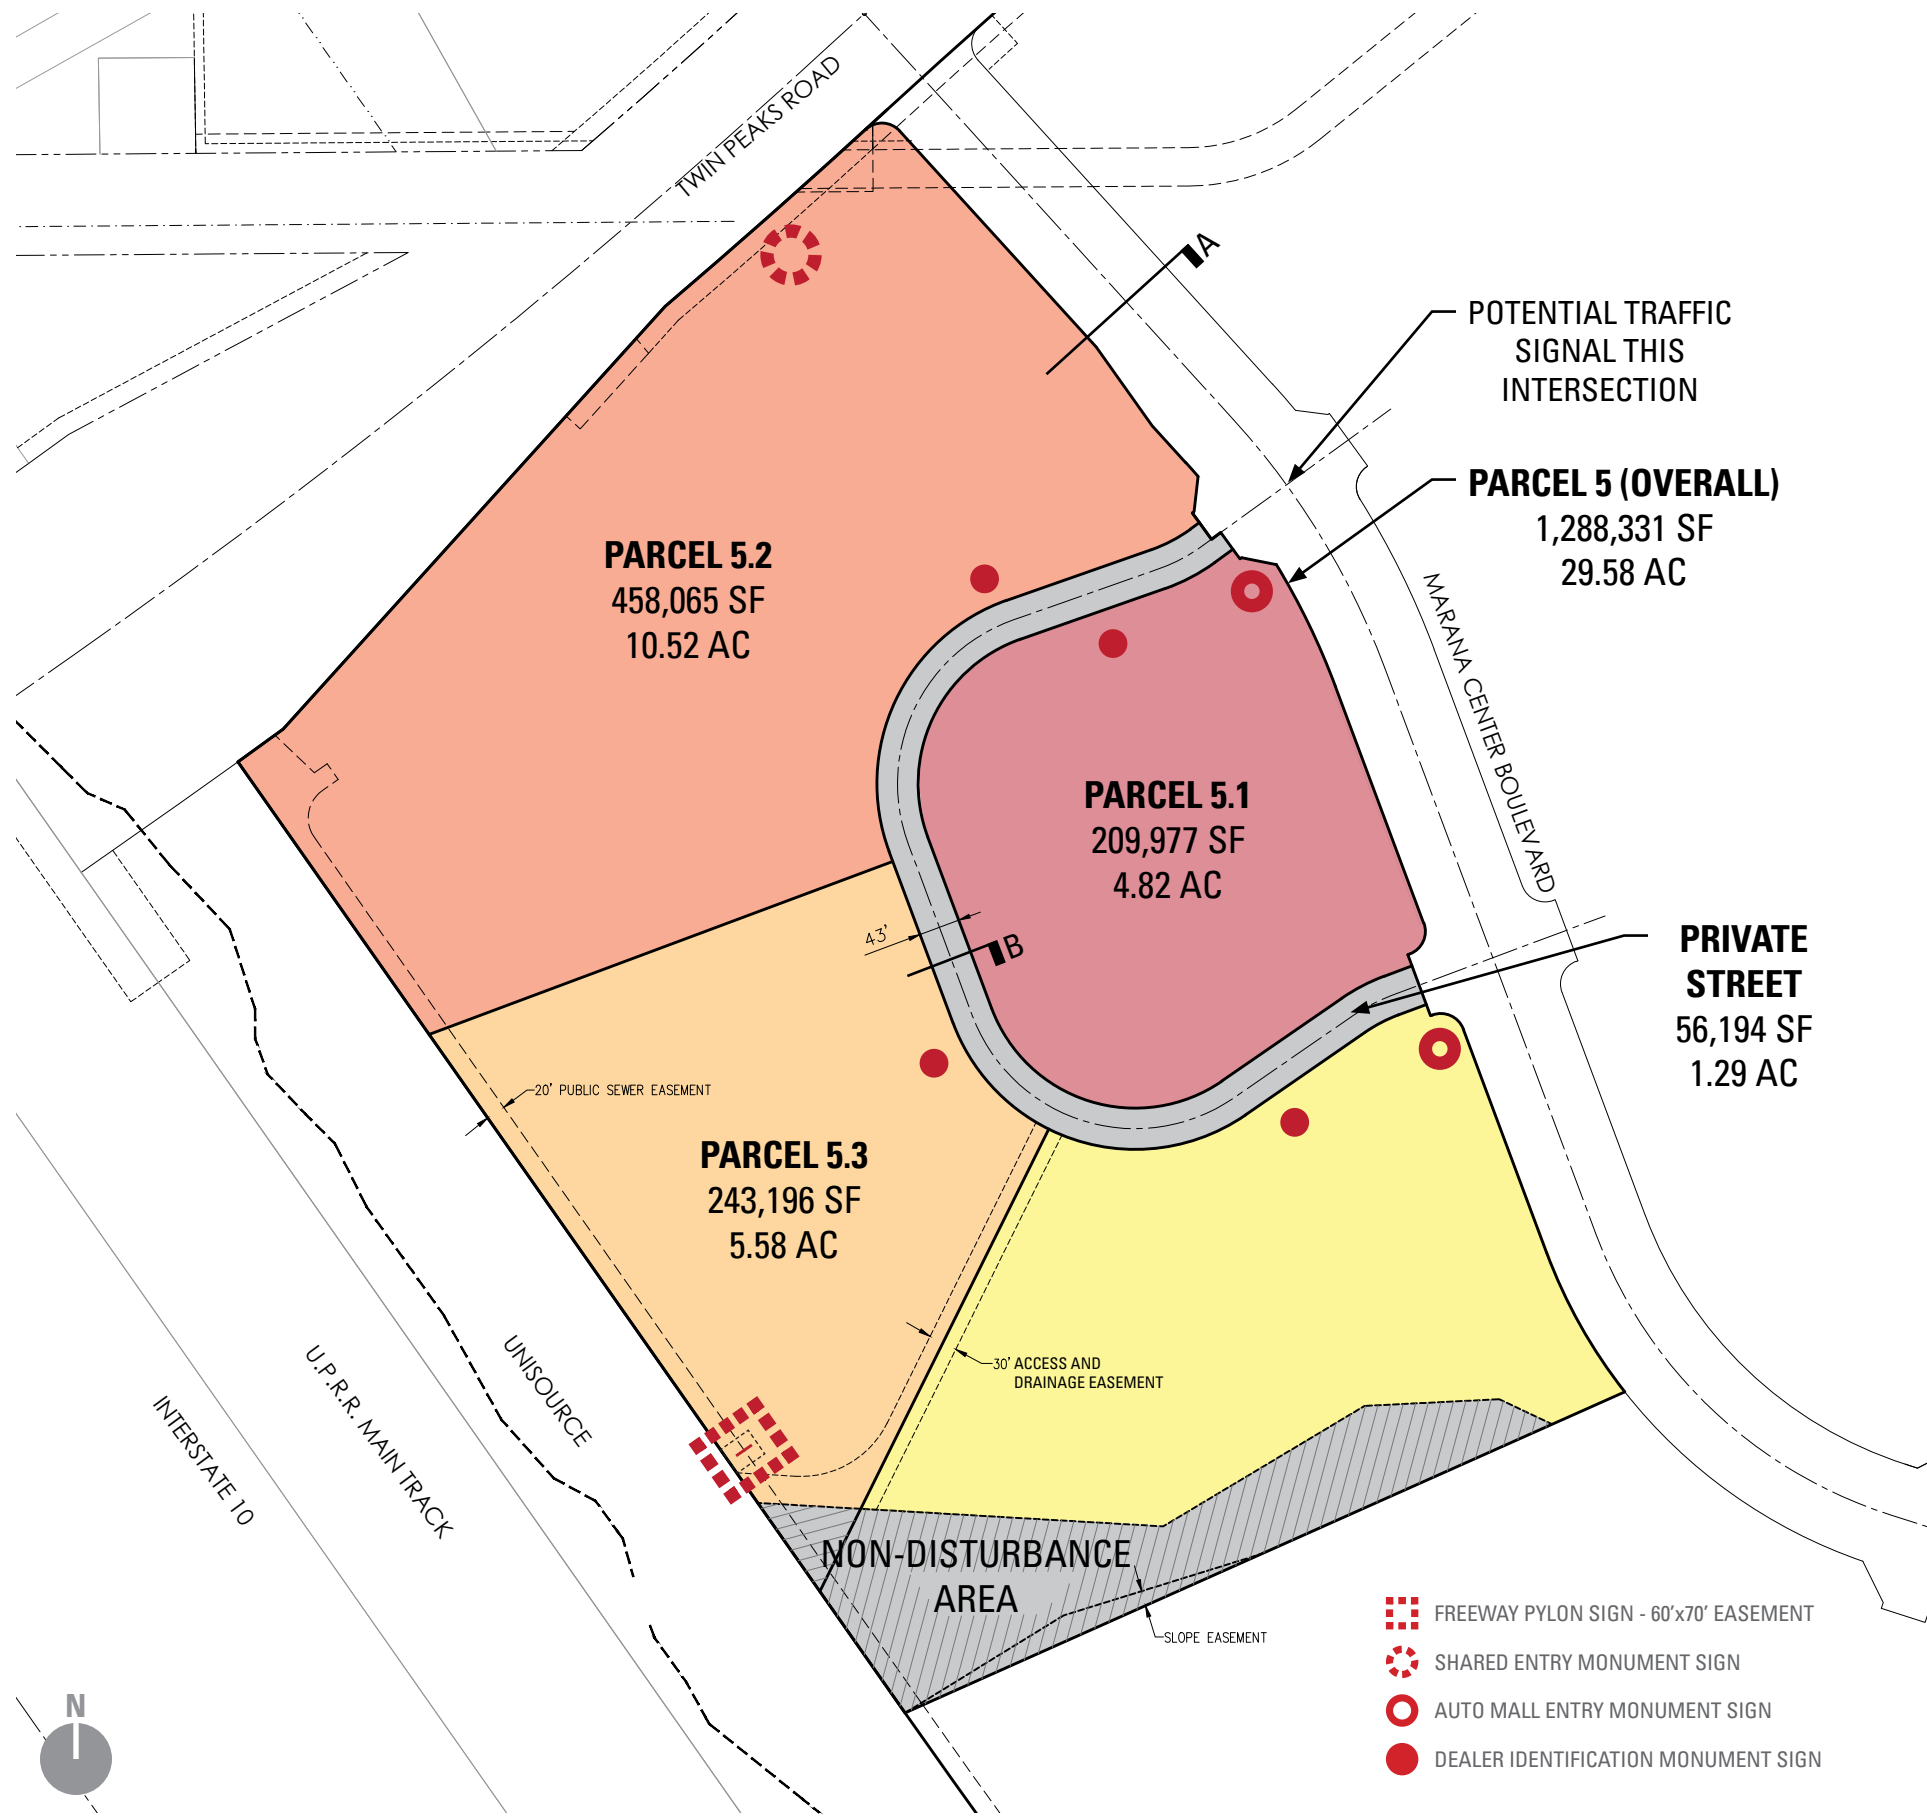 TWIN PEAKS ROAD
A
POTENTIAL TRAFFIC
SIGNAL THIS
INTERSECTION
PARCEL 5 (OVERALL)
1,288,331 SF
29.58 AC
PARCEL 5.2
458,065 SF
10.52 AC
MARANA CENTER BOULEVARD
PARCEL 5.1
209,977 SF
4.82 AC
43'
B
PRIVATE
STREET
56,194 SF
1.29 AC
20' PUBLIC SEWER EASEMENT
PARCEL 5.3
243,196 SF
5.58 AC
30' ACCESS AND
DRAINAGE EASEMENT
UNISOURCE
U.P.R.R. MAIN TRACK
INTERSTATE 10
NON-DISTURBANCE
AREA
SLOPE EASEMENT
FREEWAY PYLON SIGN - 60'x70' EASEMENT
SHARED ENTRY MONUMENT SIGN
AUTO MALL ENTRY MONUMENT SIGN
DEALER IDENTIFICATION MONUMENT SIGN
N